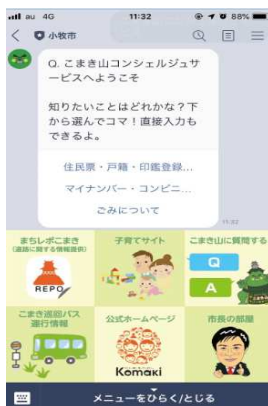 au 4G 11:32 88%
小牧市
Q. こまき山コンシェルジュサ
ービスへようこそ
知りたいことはどれかな？下
から選んでコマ！直接入力も
できるよ。
住民票・戸籍・印鑑登録...
マイナンバー・コンビニ...
ごみについて
11:32
まちレポこまき
(道路に関する情報提供)
REPO
子育てサイト
こまき山に質問する
Q
A
こまき巡回バス
運行情報
公式ホームページ
Komaki
市長の部屋
メニューをひらく/とじる